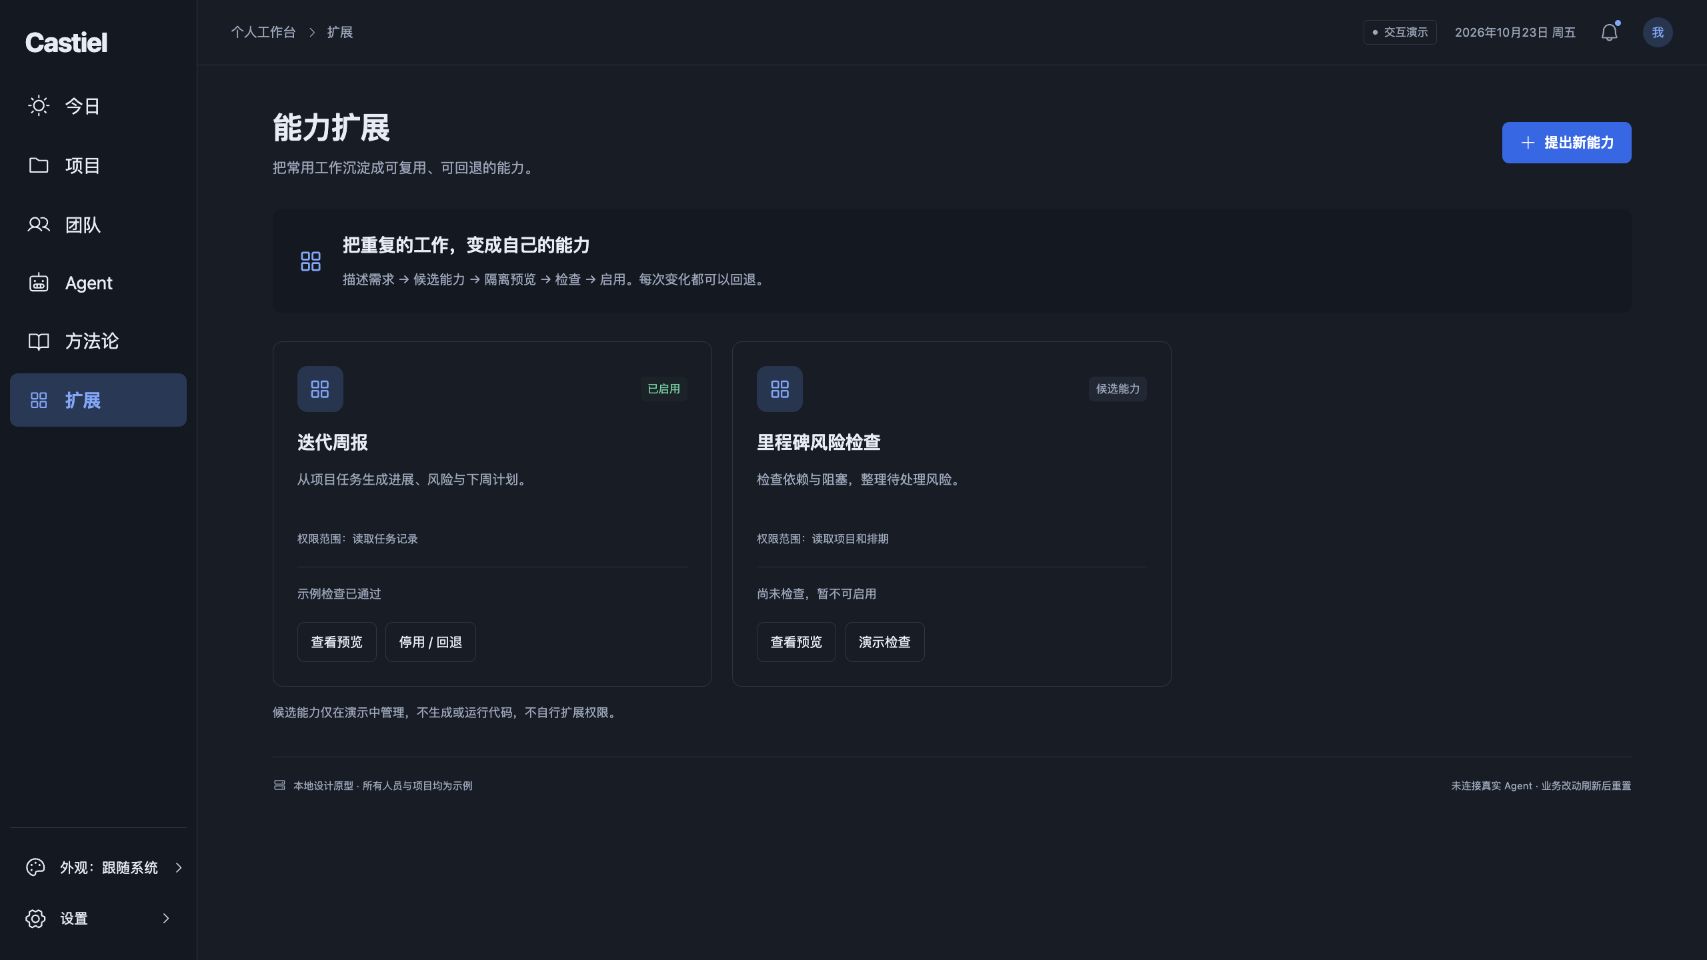 Castiel
今日
项目
团队
Agent
方法论
扩展
外观：跟随系统
设置
个人工作台 > 扩展
交互演示
2026年10月23日 周五
我
能力扩展
把常用工作沉淀成可复用、可回退的能力。
提出新能力
把重复的工作，变成自己的能力
描述需求 → 候选能力 → 隔离预览 → 检查 → 启用。每次变化都可以回退。
已启用
迭代周报
从项目任务生成进展、风险与下周计划。
权限范围：读取任务记录
示例检查已通过
查看预览
停用 / 回退
候选能力
里程碑风险检查
检查依赖与阻塞，整理待处理风险。
权限范围：读取项目和排期
尚未检查，暂不可启用
查看预览
演示检查
候选能力仅在演示中管理，不生成或运行代码，不自行扩展权限。
本地设计原型 · 所有人员与项目均为示例
未连接真实 Agent · 业务改动刷新后重置